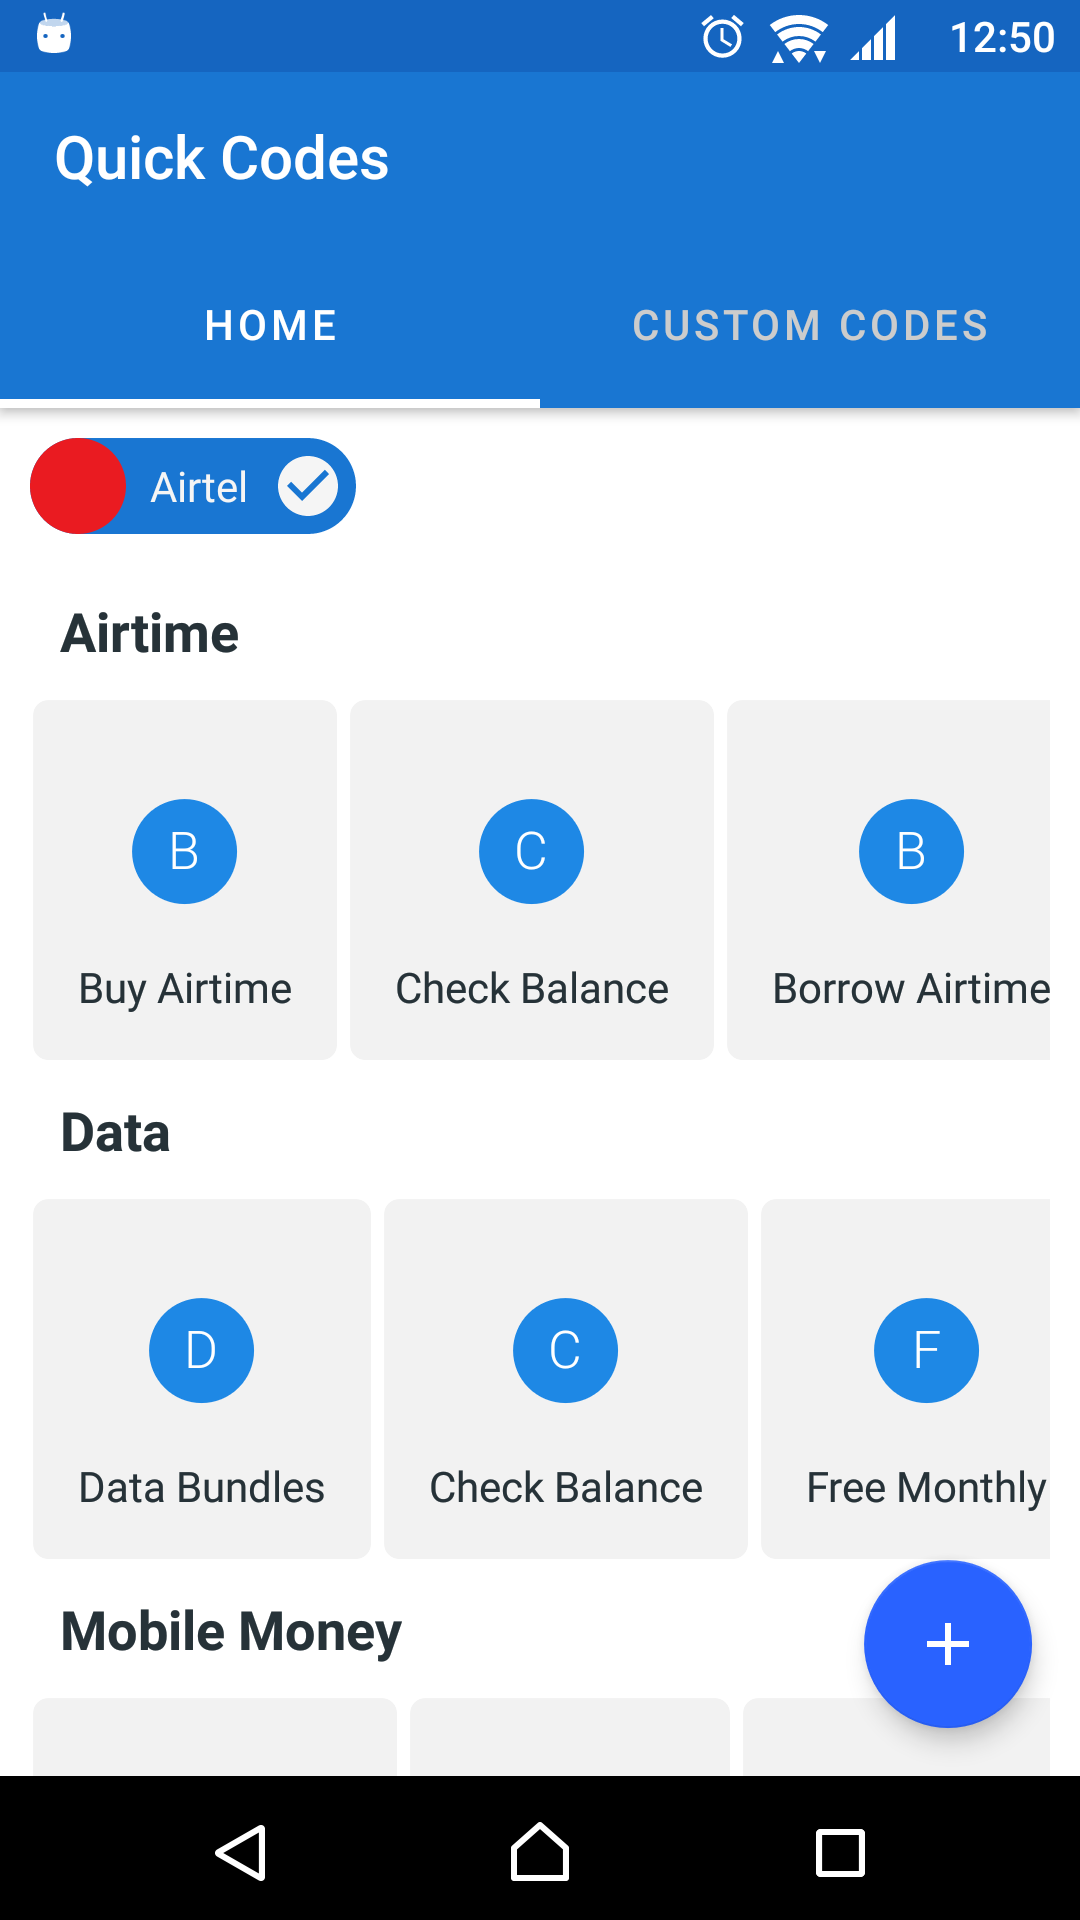 12:50
Quick Codes
HOME
CUSTOM CODES
Airtel
Airtime
B
C
B
Buy Airtime
Check Balance
Borrow Airtime
Data
D
C
F
Data Bundles
Check Balance
Free Monthly
Mobile Money